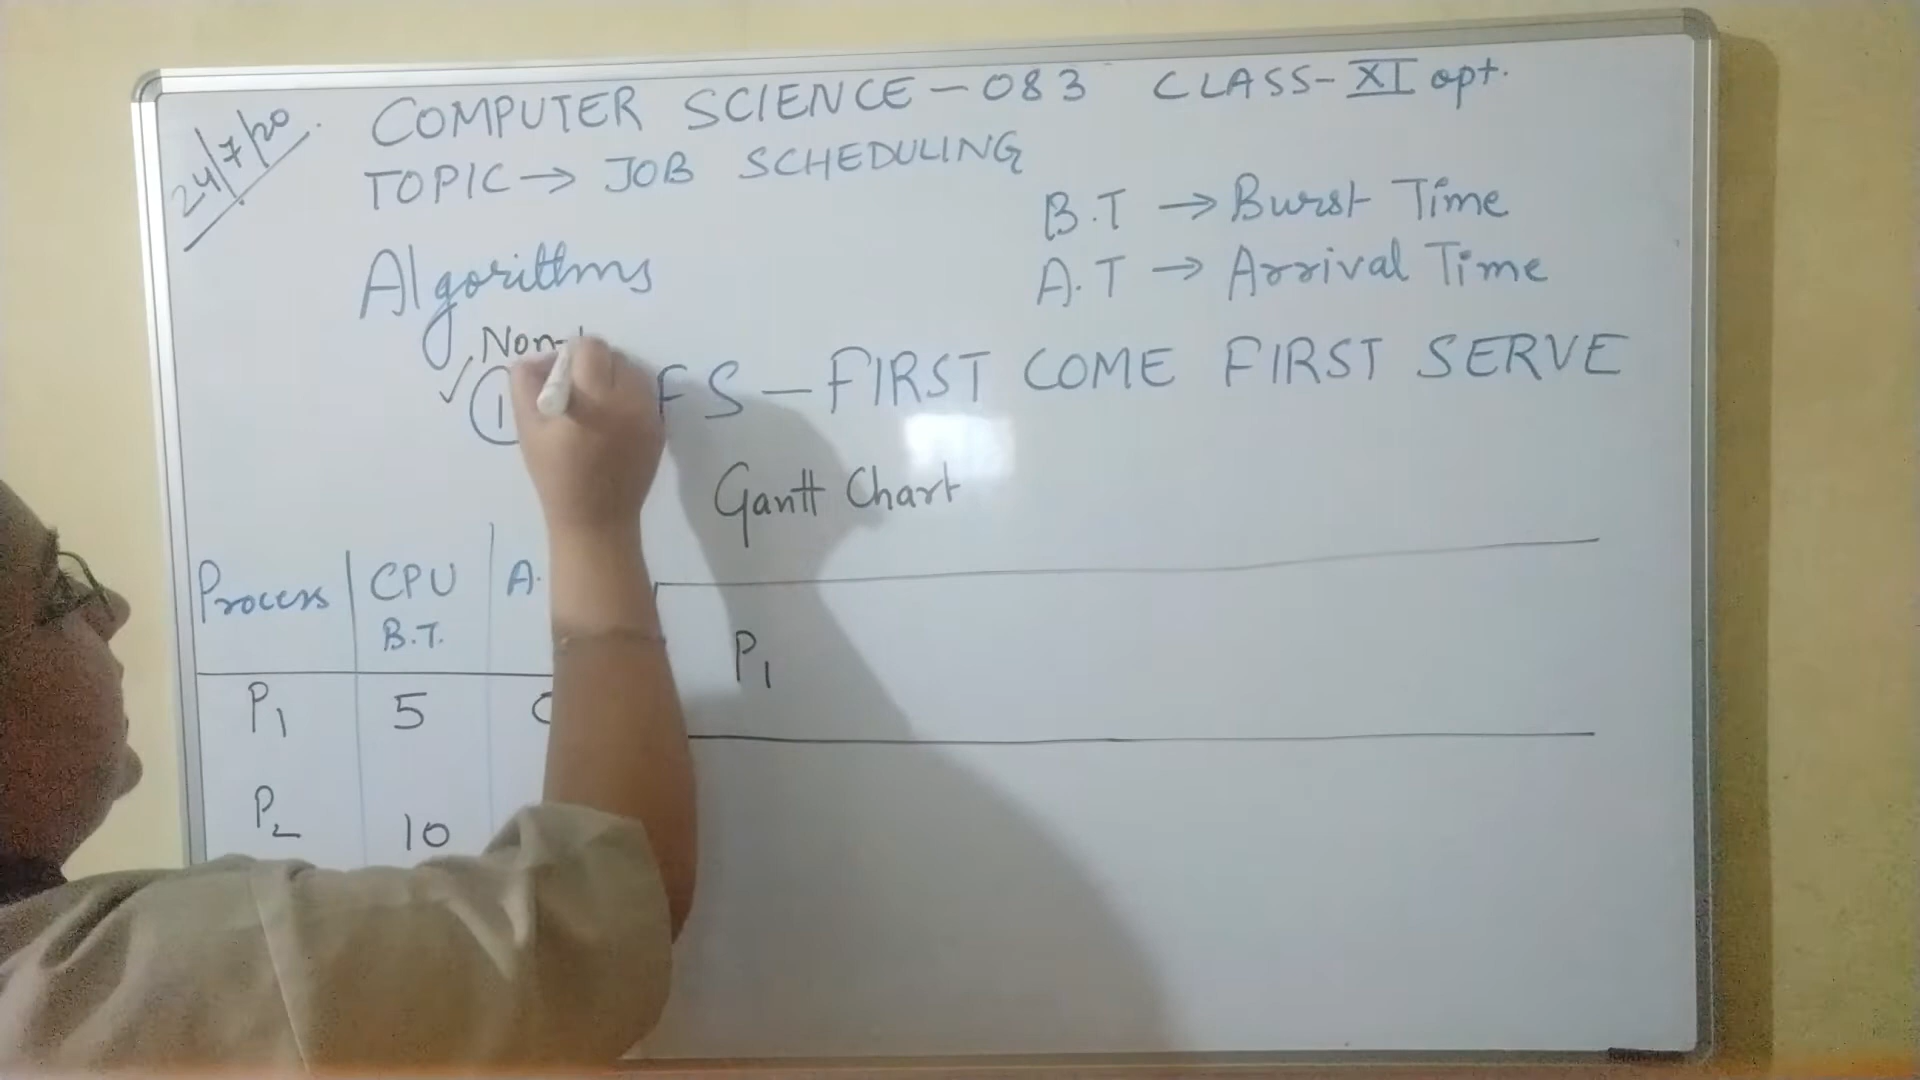 24/7/20.
COMPUTER SCIENCE - 083 CLASS - XI opt.
TOPIC → JOB SCHEDULING
B.T → Burst Time
A.T → Arrival Time
Algorithms
Non-
✓ 1 FS - FIRST COME FIRST SERVE
Gantt Chart
Process CPU B.T. A.
P1 5
P2 10
P1